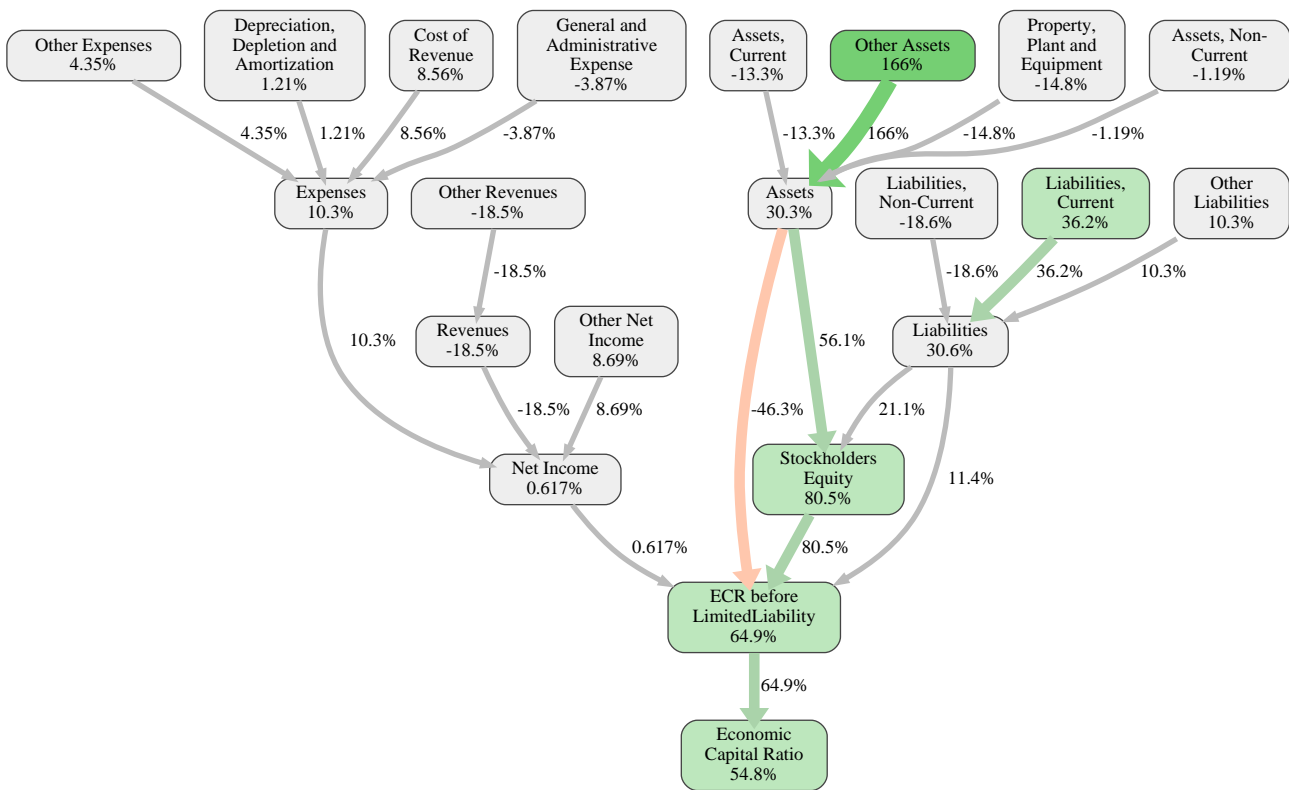 Other Expenses
4.35%
Depreciation,
Depletion and
Amortization
1.21%
Cost of
Revenue
8.56%
General and
Administrative
Expense
-3.87%
Assets,
Current
-13.3%
Other Assets
166%
Property,
Plant and
Equipment
-14.8%
Assets, Non-
Current
-1.19%
4.35%
1.21%
8.56%
-3.87%
-13.3%
166%
-14.8%
-1.19%
Expenses
10.3%
Other Revenues
-18.5%
Assets
30.3%
Liabilities,
Non-Current
-18.6%
Liabilities,
Current
36.2%
Other
Liabilities
10.3%
-18.5%
-18.6%
36.2%
10.3%
10.3%
Revenues
-18.5%
Other Net
Income
8.69%
56.1%
Liabilities
30.6%
-18.5%
8.69%
-46.3%
21.1%
11.4%
Net Income
0.617%
Stockholders
Equity
80.5%
0.617%
80.5%
ECR before
LimitedLiability
64.9%
64.9%
Economic
Capital Ratio
54.8%